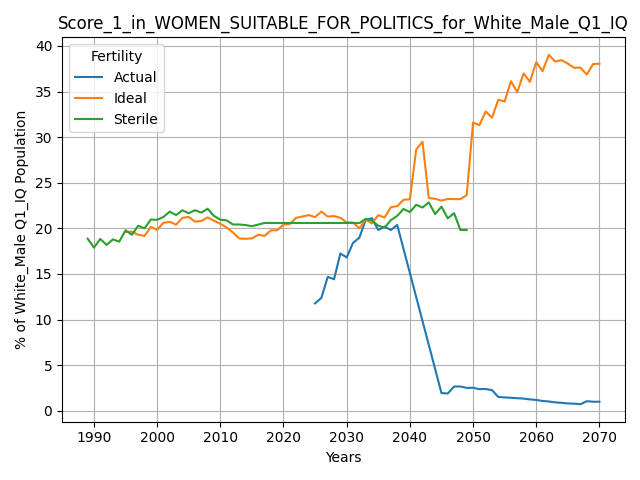 Score_1_in_WOMEN_SUITABLE_FOR_POLITICS_for_White_Male_Q1_IQ
% of White_Male Q1_IQ Population
40
35
30
25
20
15
10
5
0
Fertility
Actual
Ideal
Sterile
1990 2000 2010 2020 2030 2040 2050 2060 2070
Years